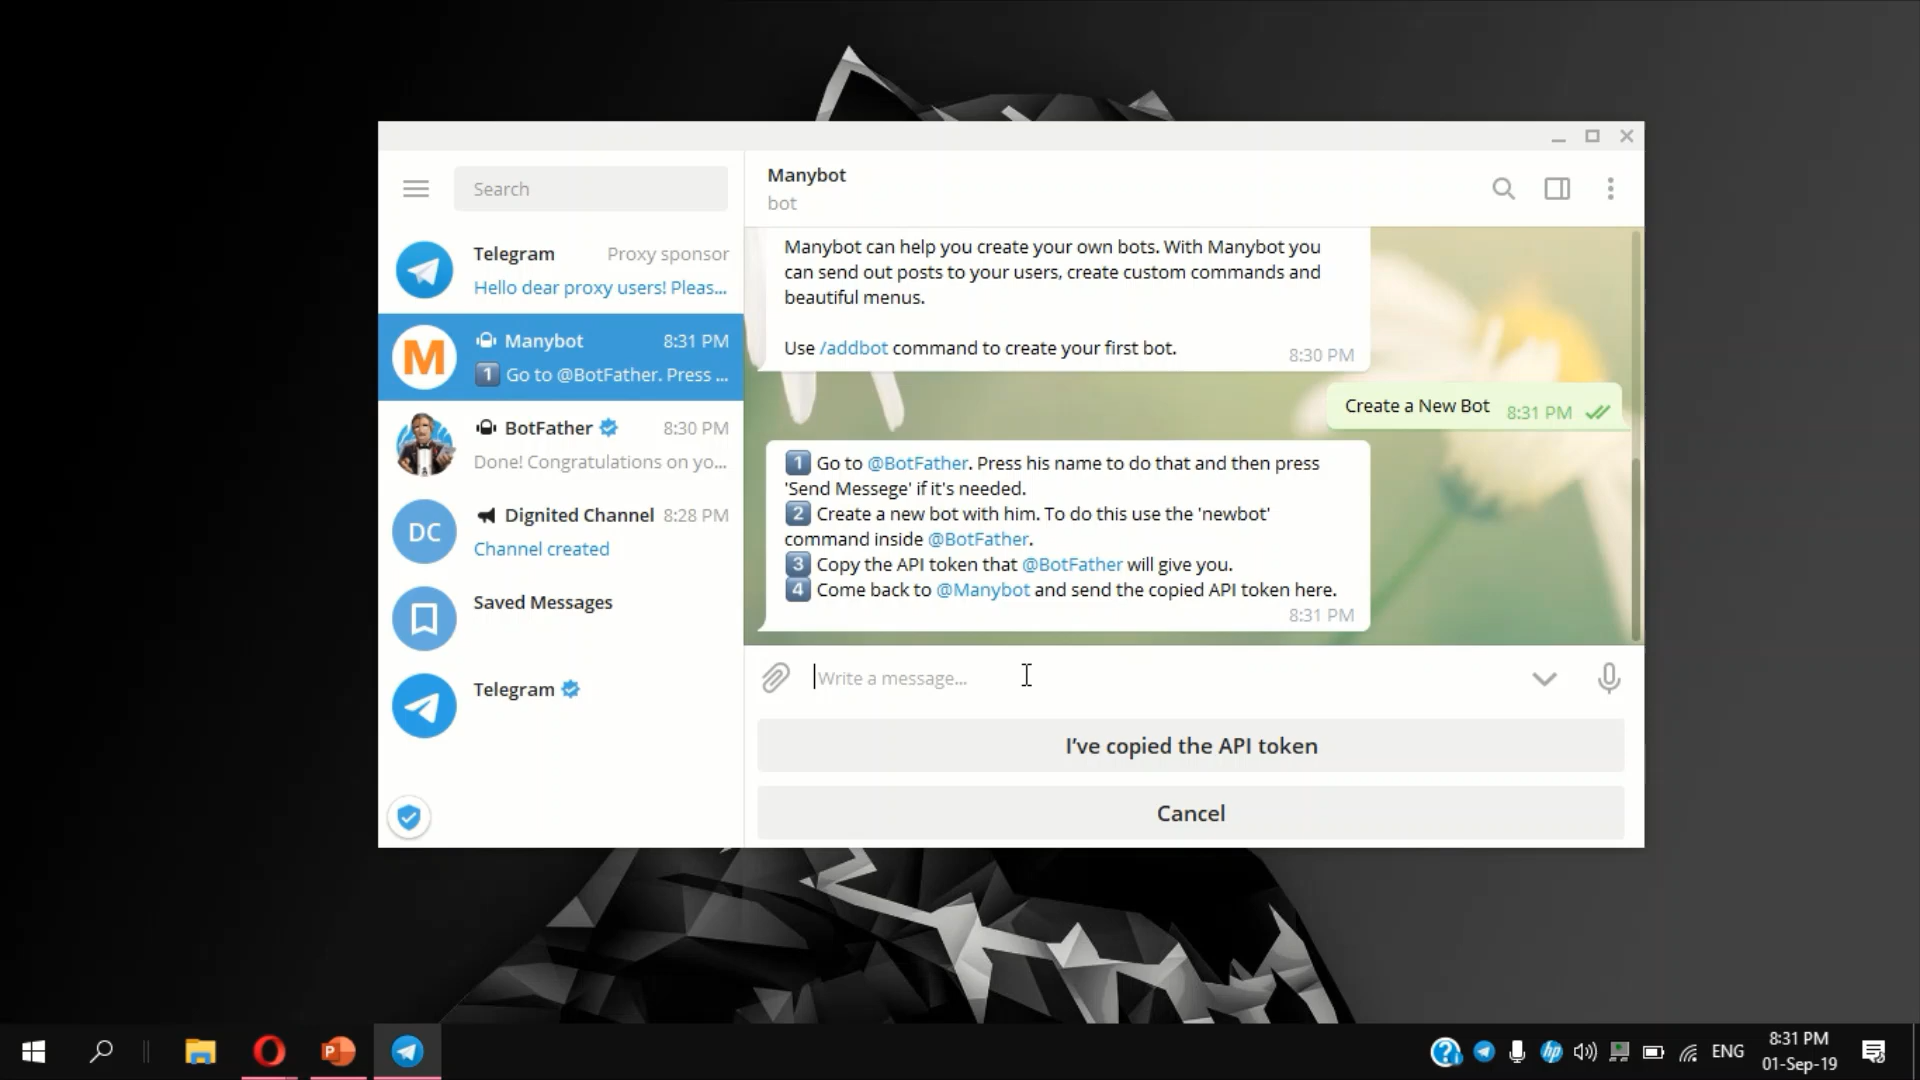 Search
Telegram Proxy sponsor
Hello dear proxy users! Pleas...
M
Manybot 8:31 PM
1 Go to @BotFather. Press ...
BotFather 8:30 PM
Done! Congratulations on yo...
DC
Dignited Channel 8:28 PM
Channel created
Saved Messages
Telegram
Manybot
bot
Manybot can help you create your own bots. With Manybot you
can send out posts to your users, create custom commands and
beautiful menus.
Use /addbot command to create your first bot.
8:30 PM
Create a New Bot 8:31 PM
1 Go to @BotFather. Press his name to do that and then press
'Send Messege' if it's needed.
2 Create a new bot with him. To do this use the 'newbot'
command inside @BotFather.
3 Copy the API token that @BotFather will give you.
4 Come back to @Manybot and send the copied API token here.
8:31 PM
Write a message...
I've copied the API token
Cancel
P
?
hp
ENG
8:31 PM
01-Sep-19